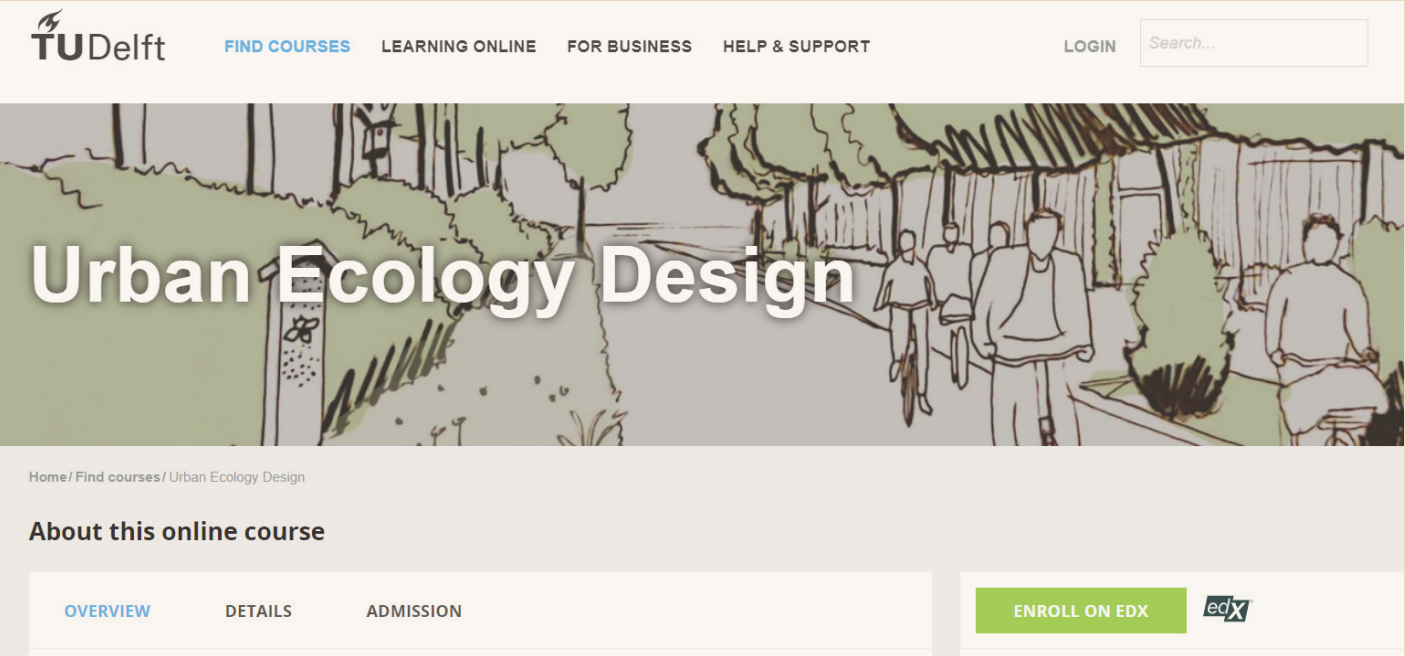 TUDelft
FIND COURSES LEARNING ONLINE FOR BUSINESS HELP & SUPPORT LOGIN Search...
Urban Ecology Design
Home / Find courses / Urban Ecology Design
About this online course
OVERVIEW DETAILS ADMISSION
ENROLL ON EDX edX